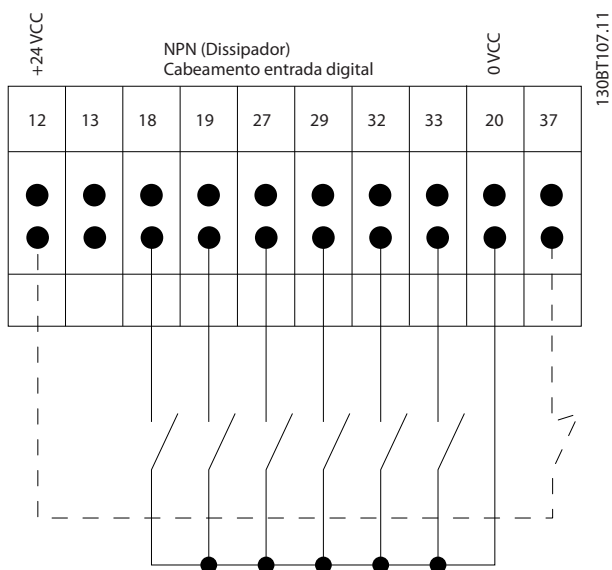 +24 VCC
NPN (Dissipador)
Cabeamento entrada digital
0 VCC
130BT107.11
12 13 18 19 27 29 32 33 20 37